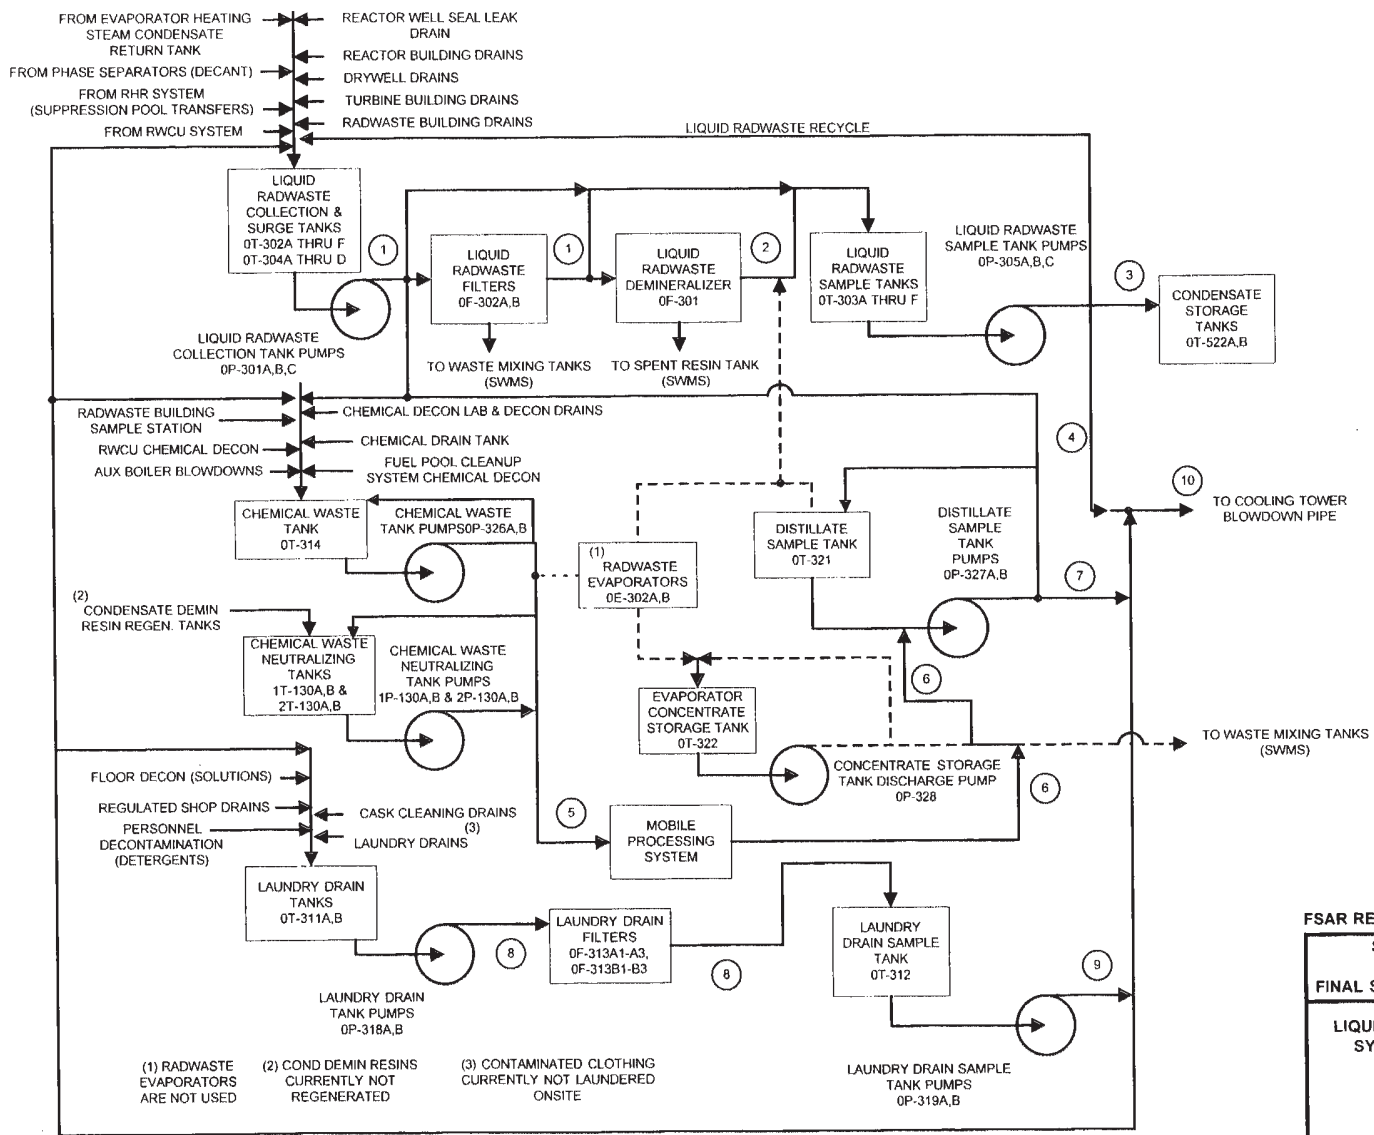 FROM EVAPORATOR HEATING
STEAM CONDENSATE
RETURN TANK
REACTOR WELL SEAL LEAK
DRAIN
REACTOR BUILDING DRAINS
FROM PHASE SEPARATORS (DECANT)
DRYWELL DRAINS
FROM RHR SYSTEM
(SUPPRESSION POOL TRANSFERS)
TURBINE BUILDING DRAINS
FROM RWCU SYSTEM
RADWASTE BUILDING DRAINS
LIQUID RADWASTE RECYCLE
LIQUID
RADWASTE
COLLECTION &
SURGE TANKS
0T-302A THRU F
0T-304A THRU D
1
LIQUID
RADWASTE
FILTERS
0F-302A,B
1
LIQUID
RADWASTE
DEMINERALIZER
0F-301
2
LIQUID
RADWASTE
SAMPLE TANKS
0T-303A THRU F
LIQUID RADWASTE
SAMPLE TANK PUMPS
0P-305A,B,C
3
CONDENSATE
STORAGE
TANKS
0T-522A,B
LIQUID RADWASTE
COLLECTION TANK PUMPS
0P-301A,B,C
TO WASTE MIXING TANKS
(SWMS)
TO SPENT RESIN TANK
(SWMS)
RADWASTE BUILDING
SAMPLE STATION
CHEMICAL DECON LAB & DECON DRAINS
RWCU CHEMICAL DECON
CHEMICAL DRAIN TANK
AUX BOILER BLOWDOWNS
FUEL POOL CLEANUP
SYSTEM CHEMICAL DECON
4
10
TO COOLING TOWER
BLOWDOWN PIPE
CHEMICAL WASTE
TANK
0T-314
CHEMICAL WASTE
TANK PUMPS0P-326A,B
(1)
RADWASTE
EVAPORATORS
0E-302A,B
DISTILLATE
SAMPLE TANK
0T-321
DISTILLATE
SAMPLE
TANK
PUMPS
0P-327A,B
7
(2)
CONDENSATE DEMIN
RESIN REGEN. TANKS
CHEMICAL WASTE
NEUTRALIZING
TANKS
1T-130A,B &
2T-130A,B
CHEMICAL WASTE
NEUTRALIZING
TANK PUMPS
1P-130A,B & 2P-130A,B
EVAPORATOR
CONCENTRATE
STORAGE TANK
0T-322
6
TO WASTE MIXING TANKS
(SWMS)
CONCENTRATE STORAGE
TANK DISCHARGE PUMP
0P-328
6
FLOOR DECON (SOLUTIONS)
REGULATED SHOP DRAINS
CASK CLEANING DRAINS
PERSONNEL
DECONTAMINATION
(DETERGENTS)
(3)
LAUNDRY DRAINS
5
MOBILE
PROCESSING
SYSTEM
LAUNDRY DRAIN
TANKS
0T-311A,B
LAUNDRY DRAIN
TANK PUMPS
0P-318A,B
8
LAUNDRY DRAIN
FILTERS
0F-313A1-A3,
0F-313B1-B3
8
LAUNDRY
DRAIN SAMPLE
TANK
0T-312
9
LAUNDRY DRAIN SAMPLE
TANK PUMPS
0P-319A,B
(1) RADWASTE
EVAPORATORS
ARE NOT USED
(2) COND DEMIN RESINS
CURRENTLY NOT
REGENERATED
(3) CONTAMINATED CLOTHING
CURRENTLY NOT LAUNDERED
ONSITE
FSAR RE
FINAL S
LIQU
SY